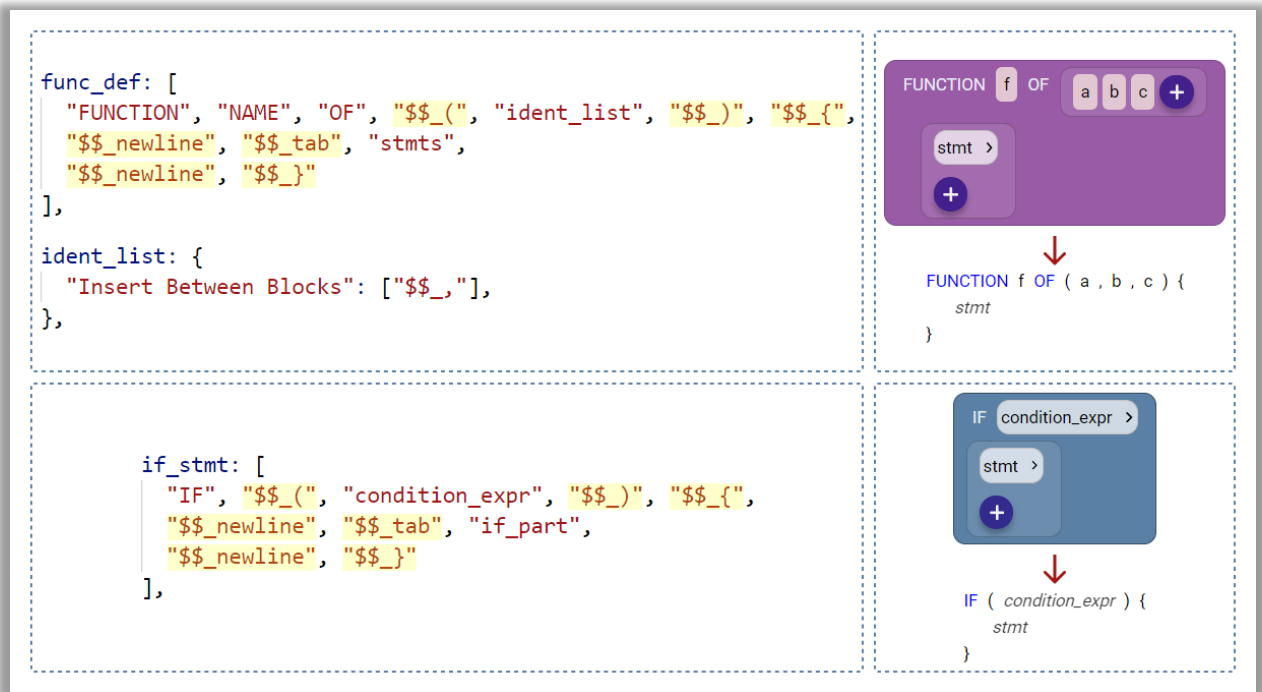 func_def: [
"FUNCTION", "NAME", "OF", "$$_(", "ident_list", "$$_)", "$$_{",
"$$_newline", "$$_tab", "stmts",
"$$_newline", "$$_}"
],
ident_list: {
"Insert Between Blocks": ["$$_,"],
},
FUNCTION f OF a b c +
stmt >
+
FUNCTION f OF ( a , b , c ) {
stmt
}
if_stmt: [
"IF", "$$_(", "condition_expr", "$$_)", "$$_{",
"$$_newline", "$$_tab", "if_part",
"$$_newline", "$$_}"
],
IF condition_expr >
stmt >
+
IF ( condition_expr ) {
stmt
}